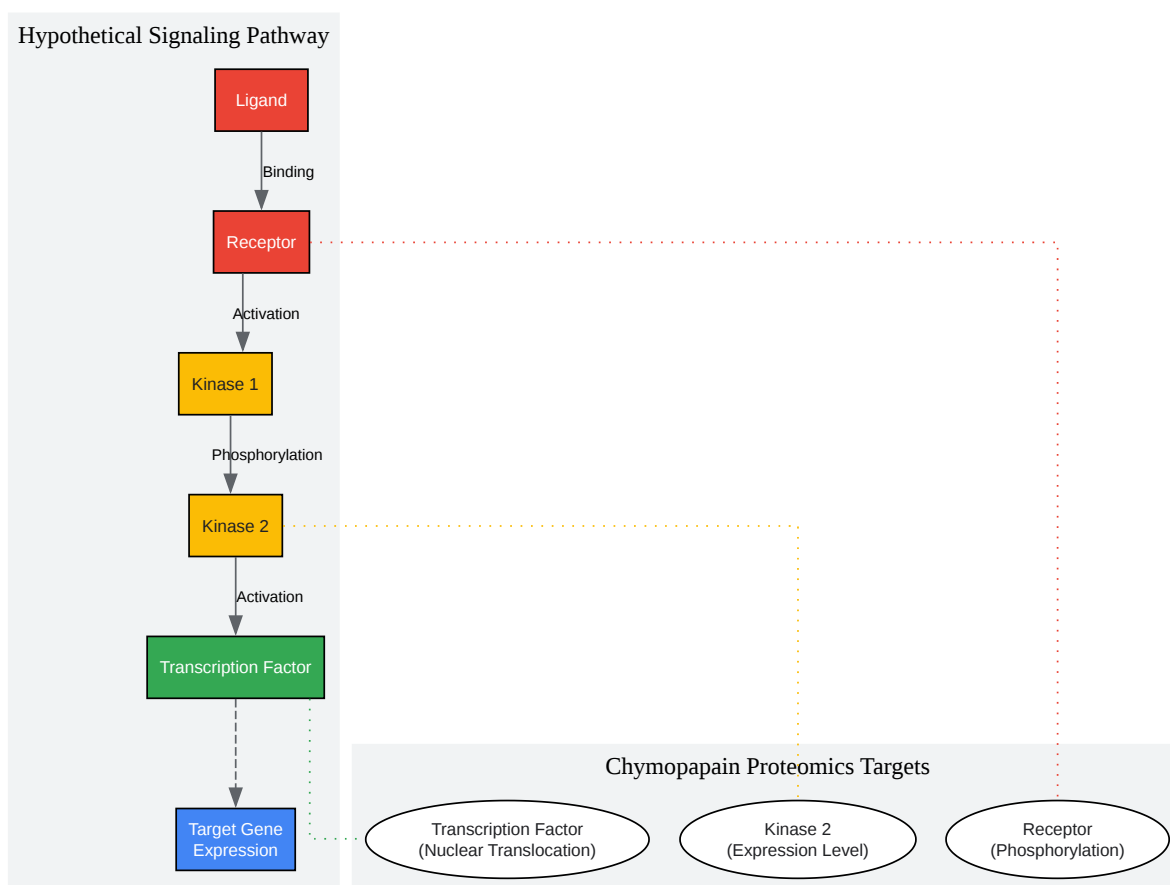 Hypothetical Signaling Pathway
Ligand
Binding
Receptor
Activation
Kinase 1
Phosphorylation
Kinase 2
Activation
Transcription Factor
Target Gene
Expression
Chymopapain Proteomics Targets
Transcription Factor
(Nuclear Translocation)
Kinase 2
(Expression Level)
Receptor
(Phosphorylation)